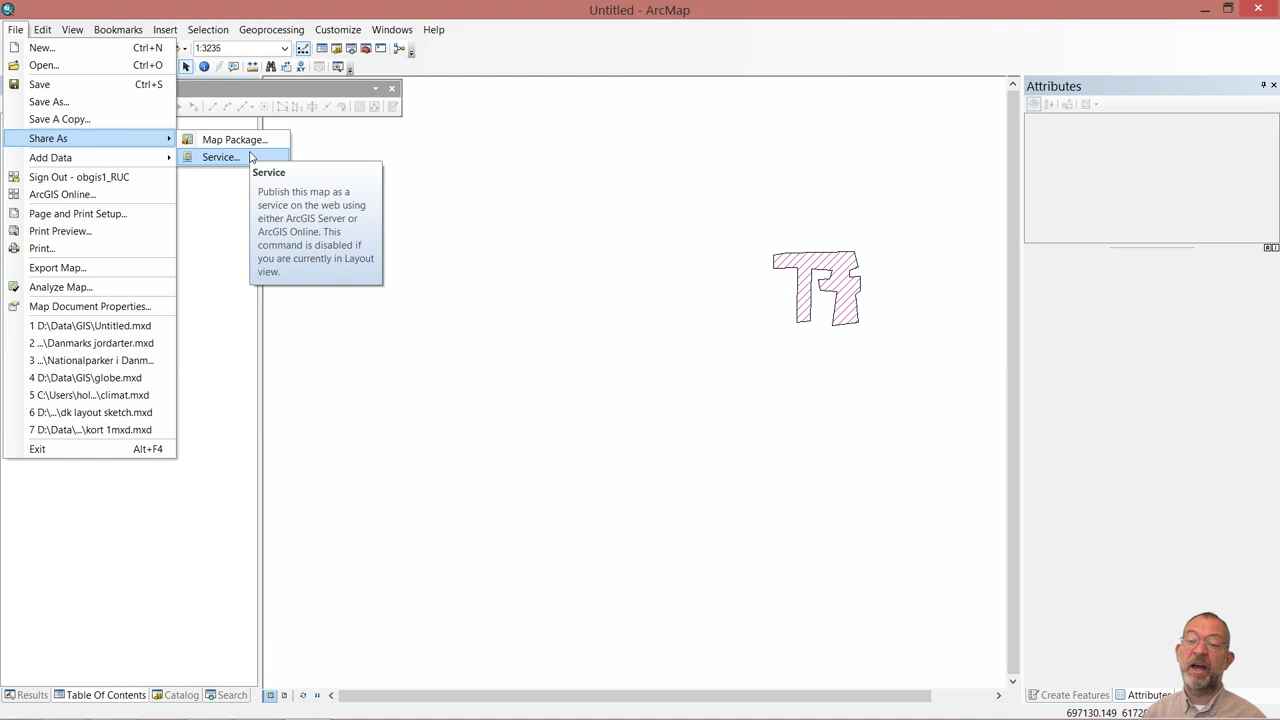 Untitled - ArcMap
File Edit View Bookmarks Insert Selection Geoprocessing Customize Windows Help
New... Ctrl+N
1:3235
Open... Ctrl+O
Save Ctrl+S
Save As...
Save A Copy...
Share As
Map Package...
Service...
Add Data
Sign Out - obgis1_RUC
ArcGIS Online...
Page and Print Setup...
Print Preview...
Print...
Export Map...
Analyze Map...
Map Document Properties...
1 D:\Data\GIS\Untitled.mxd
2 ...\Danmarks jordarter.mxd
3 ...\Nationalparker i Danm...
4 D:\Data\GIS\globe.mxd
5 C:\Users\hol...\climat.mxd
6 D:\...\dk layout sketch.mxd
7 D:\Data\...\kort 1mxd.mxd
Exit Alt+F4
Service
Publish this map as a
service on the web using
either ArcGIS Server or
ArcGIS Online. This
command is disabled if
you are currently in Layout
view.
Attributes
Results Table Of Contents Catalog Search
Create Features Attributes
697130.149 6172